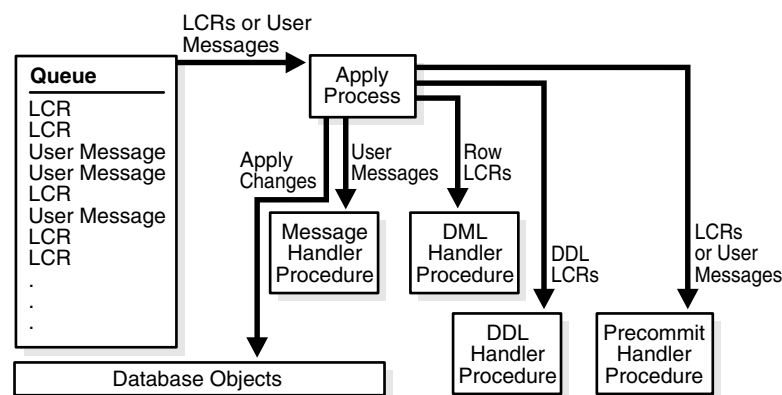 LCRs or User
Messages
Queue
LCR
LCR
User Message
User Message
LCR
User Message
LCR
LCR
.
.
.
Apply
Process
Apply
Changes
User
Messages
Row
LCRs
DDL
LCRs
LCRs
or User
Messages
Message
Handler
Procedure
DML
Handler
Procedure
DDL
Handler
Procedure
Precommit
Handler
Procedure
Database Objects